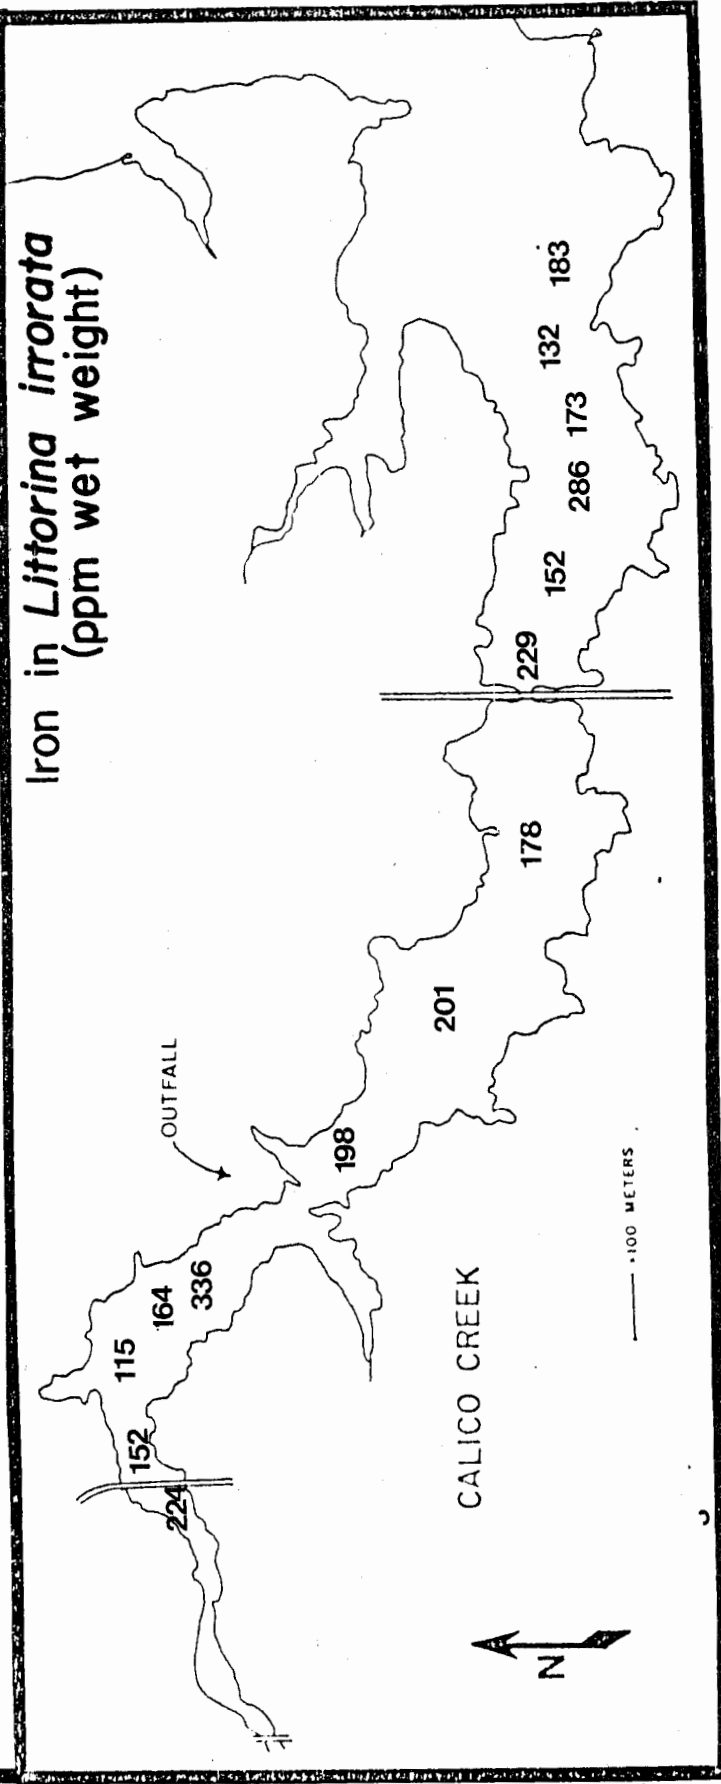 Iron in Littorina irrorata
(ppm wet weight)
OUTFALL
224
152
115
164
336
198
201
178
229
152
286
173
132
183
CALICO CREEK
100 METERS
N